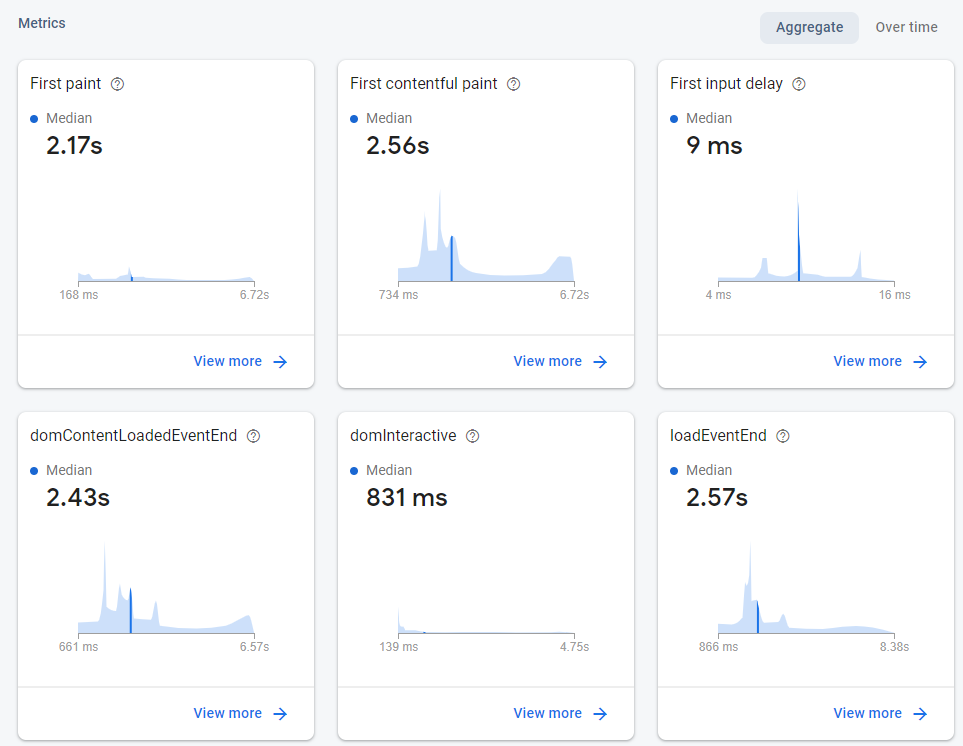 Metrics
Aggregate Over time
First paint
Median
2.17s
168 ms 6.72s
View more
First contentful paint
Median
2.56s
734 ms 6.72s
View more
First input delay
Median
9 ms
4 ms 16 ms
View more
domContentLoadedEventEnd
Median
2.43s
661 ms 6.57s
View more
domInteractive
Median
831 ms
139 ms 4.75s
View more
loadEventEnd
Median
2.57s
866 ms 8.38s
View more